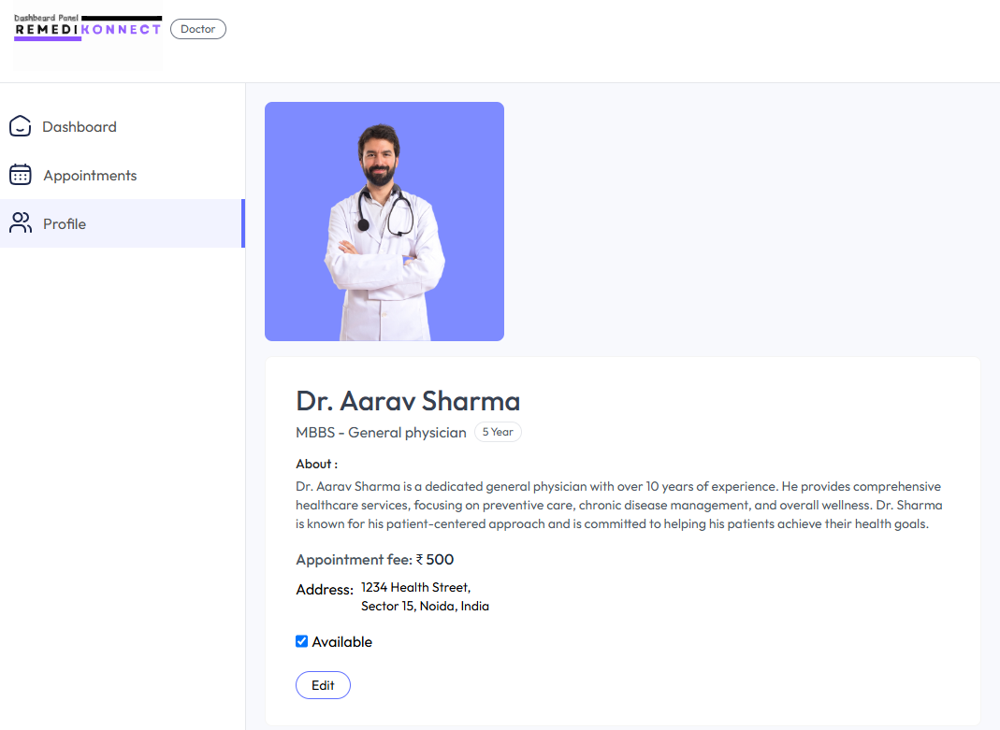 Dashboard Panel
REMEDIKONNECT
Doctor
Dashboard
Appointments
Profile
Dr. Aarav Sharma
MBBS - General physician 5 Year
About :
Dr. Aarav Sharma is a dedicated general physician with over 10 years of experience. He provides comprehensive
healthcare services, focusing on preventive care, chronic disease management, and overall wellness. Dr. Sharma
is known for his patient-centered approach and is committed to helping his patients achieve their health goals.
Appointment fee: ₹ 500
Address: 1234 Health Street,
Sector 15, Noida, India
Available
Edit